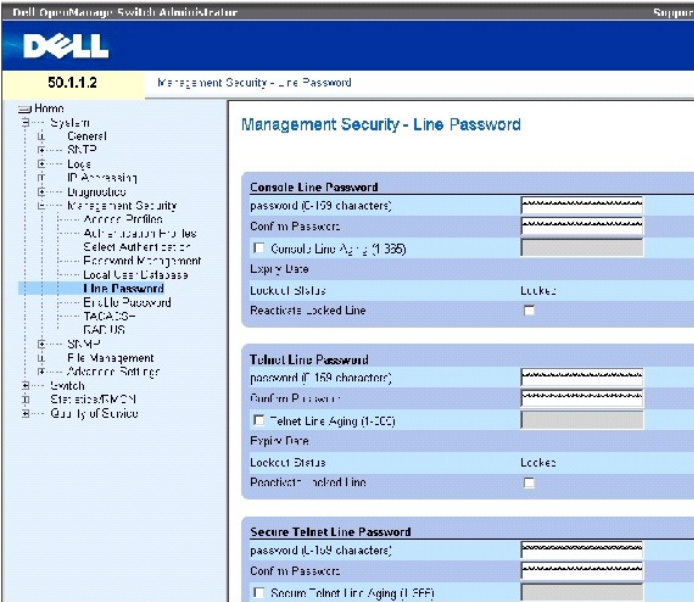 Dell OpenManage Switch Administrator
Suppor
DELL
50.1.1.2
Management Security - Line Password
Home
System
General
SNTP
Logs
IP Addressing
Diagnostics
Management Security
Access Profiles
Authentication Profiles
Select Authentication
Password Management
Local User Database
Line Password
Enable Password
TACACS+
RADIUS
SNMP
File Management
Advanced Settings
Switch
Statistics/RMON
Quality of Service
Management Security - Line Password
Console Line Password
password (0-159 characters)
Confirm Password
Console Line Aging (1-365)
Expiry Date
Lockout Status Locked
Reactivate Locked Line
Telnet Line Password
password (0-159 characters)
Confirm Password
Telnet Line Aging (1-365)
Expiry Date
Lockout Status Locked
Reactivate Locked Line
Secure Telnet Line Password
password (0-159 characters)
Confirm Password
Secure Telnet Line Aging (1-365)